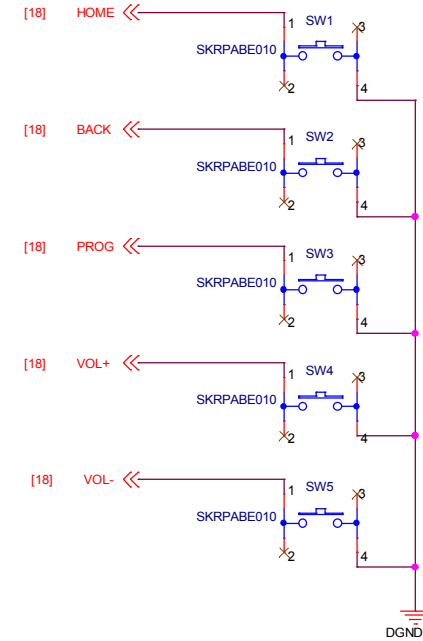 [18] HOME 1 SW1 3
SKRPABE010
2 4
[18] BACK 1 SW2 3
SKRPABE010
2 4
[18] PROG 1 SW3 3
SKRPABE010
2 4
[18] VOL+ 1 SW4 3
SKRPABE010
2 4
[18] VOL- 1 SW5 3
SKRPABE010
2 4
DGND